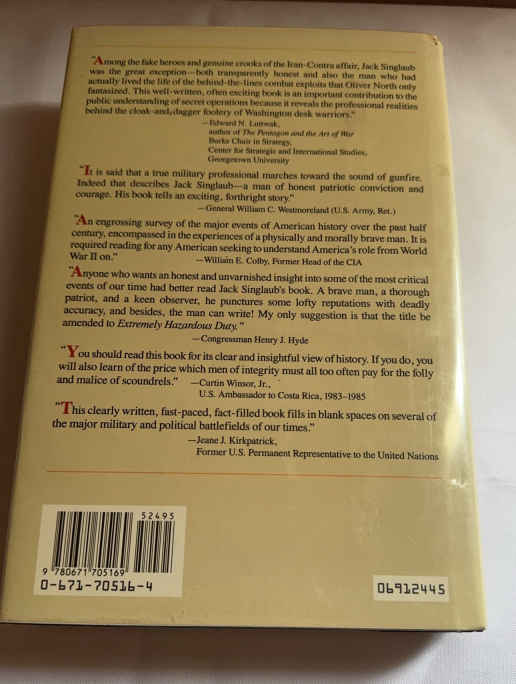 "Among the fake heroes and genuine crooks of the Iran-Contra affair, Jack Singlaub
was the great exception—both transparently honest and also the man who had
actually lived the life of the behind-the-lines combat exploits that Oliver North only
fantasized. This well-written, often exciting book is an important contribution to the
public understanding of secret operations because it reveals the professional realities
behind the cloak-and-dagger foolery of Washington desk warriors."
—Edward N. Luttwak,
author of The Pentagon and the Art of War
Burke Chair in Strategy,
Center for Strategic and International Studies,
Georgetown University
"It is said that a true military professional marches toward the sound of gunfire.
Indeed that describes Jack Singlaub—a man of honest patriotic conviction and
courage. His book tells an exciting, forthright story."
—General William C. Westmoreland (U.S. Army, Ret.)
"An engrossing survey of the major events of American history over the past half
century, encompassed in the experiences of a physically and morally brave man. It is
required reading for any American seeking to understand America's role from World
War II on."
—William E. Colby, Former Head of the CIA
"Anyone who wants an honest and unvarnished insight into some of the most critical
events of our time had better read Jack Singlaub's book. A brave man, a thorough
patriot, and a keen observer, he punctures some lofty reputations with deadly
accuracy, and besides, the man can write! My only suggestion is that the title be
amended to Extremely Hazardous Duty."
—Congressman Henry J. Hyde
"You should read this book for its clear and insightful view of history. If you do, you
will also learn of the price which men of integrity must all too often pay for the folly
and malice of scoundrels."
—Curtin Winsor, Jr.,
U.S. Ambassador to Costa Rica, 1983–1985
"This clearly written, fast-paced, fact-filled book fills in blank spaces on several of
the major military and political battlefields of our times."
—Jeane J. Kirkpatrick,
Former U.S. Permanent Representative to the United Nations
52495
9 780671 705169
0-671-70516-4
06912445